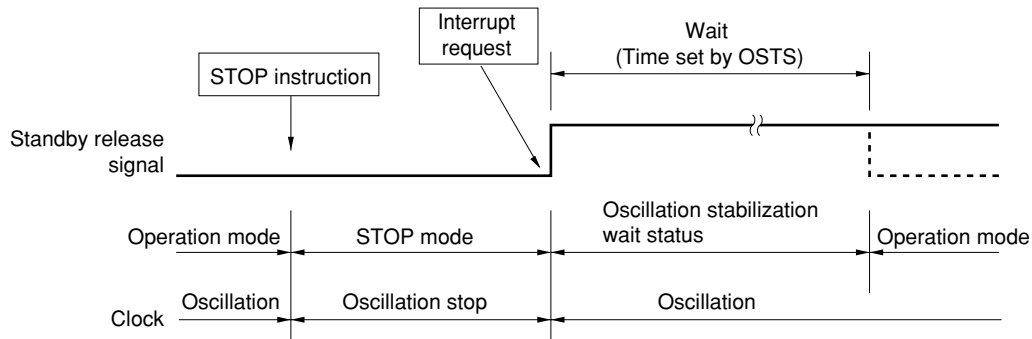 Interrupt
request
Wait
(Time set by OSTS)
STOP instruction
Standby release
signal
Operation mode
STOP mode
Oscillation stabilization
wait status
Operation mode
Clock
Oscillation
Oscillation stop
Oscillation